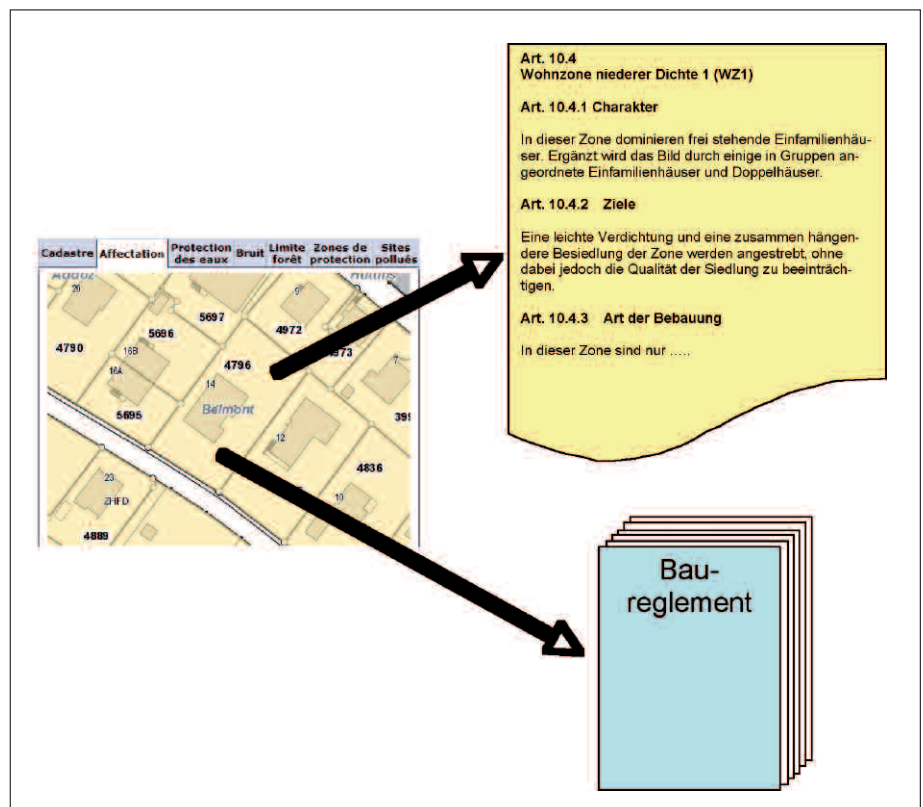 Art. 10.4
Wohnzone niederer Dichte 1 (WZ1)
Art. 10.4.1 Charakter
In dieser Zone dominieren frei stehende Einfamilienhäu-
ser. Ergänzt wird das Bild durch einige in Gruppen an-
geordnete Einfamilienhäuser und Doppelhäuser.
Art. 10.4.2 Ziele
Eine leichte Verdichtung und eine zusammen hängen-
dere Besiedlung der Zone werden angestrebt, ohne
dabei jedoch die Qualität der Siedlung zu beeinträch-
tigen.
Art. 10.4.3 Art der Bebauung
In dieser Zone sind nur .....
Cadastre Affectation Protection des eaux Bruit Limite forêt Zones de protection Sites pollués
20
9
5697
5696
4972
4790
16B
4796
7
16A
14
5695
Belmont
12
4836
23
10
ZHFD
4889
Bau-
reglement